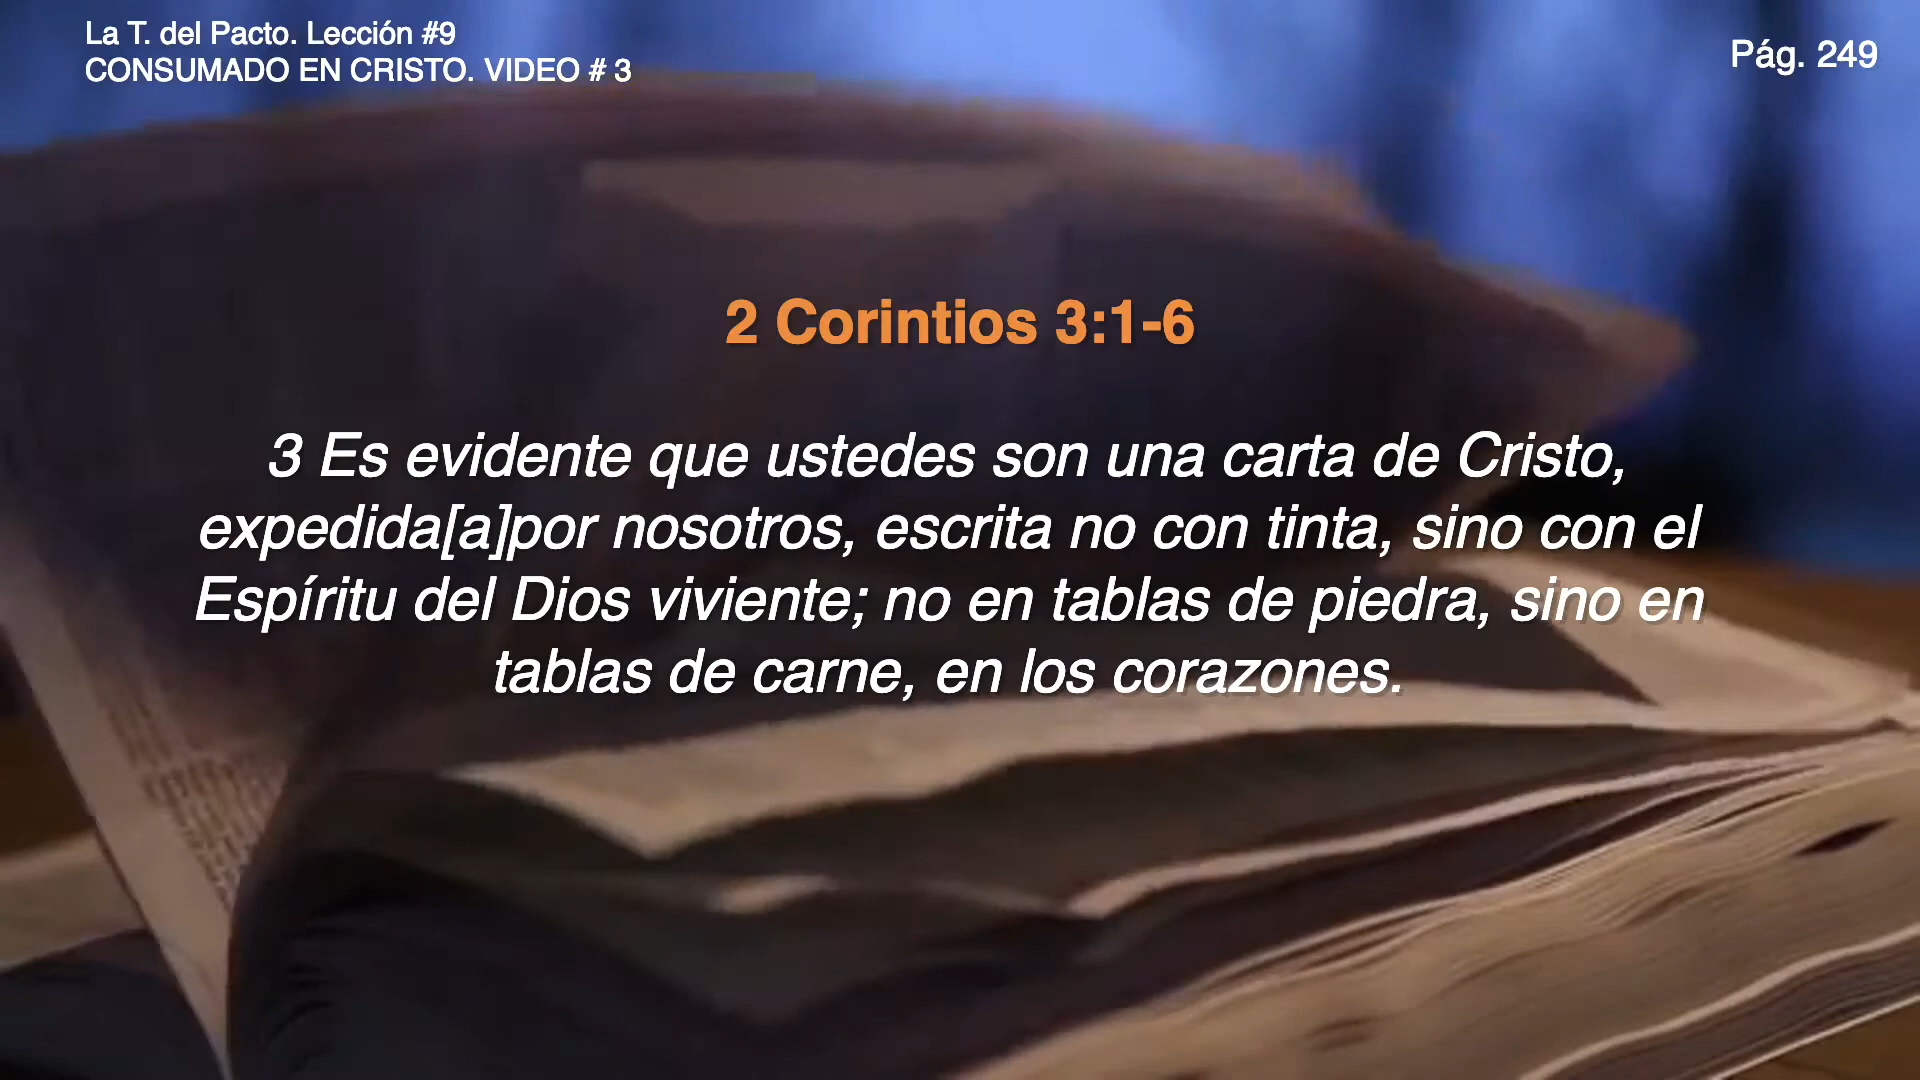 La T. del Pacto. Lección #9
CONSUMADO EN CRISTO. VIDEO # 3
Pág. 249
2 Corintios 3:1-6
3 Es evidente que ustedes son una carta de Cristo,
expedida[a]por nosotros, escrita no con tinta, sino con el
Espíritu del Dios viviente; no en tablas de piedra, sino en
tablas de carne, en los corazones.